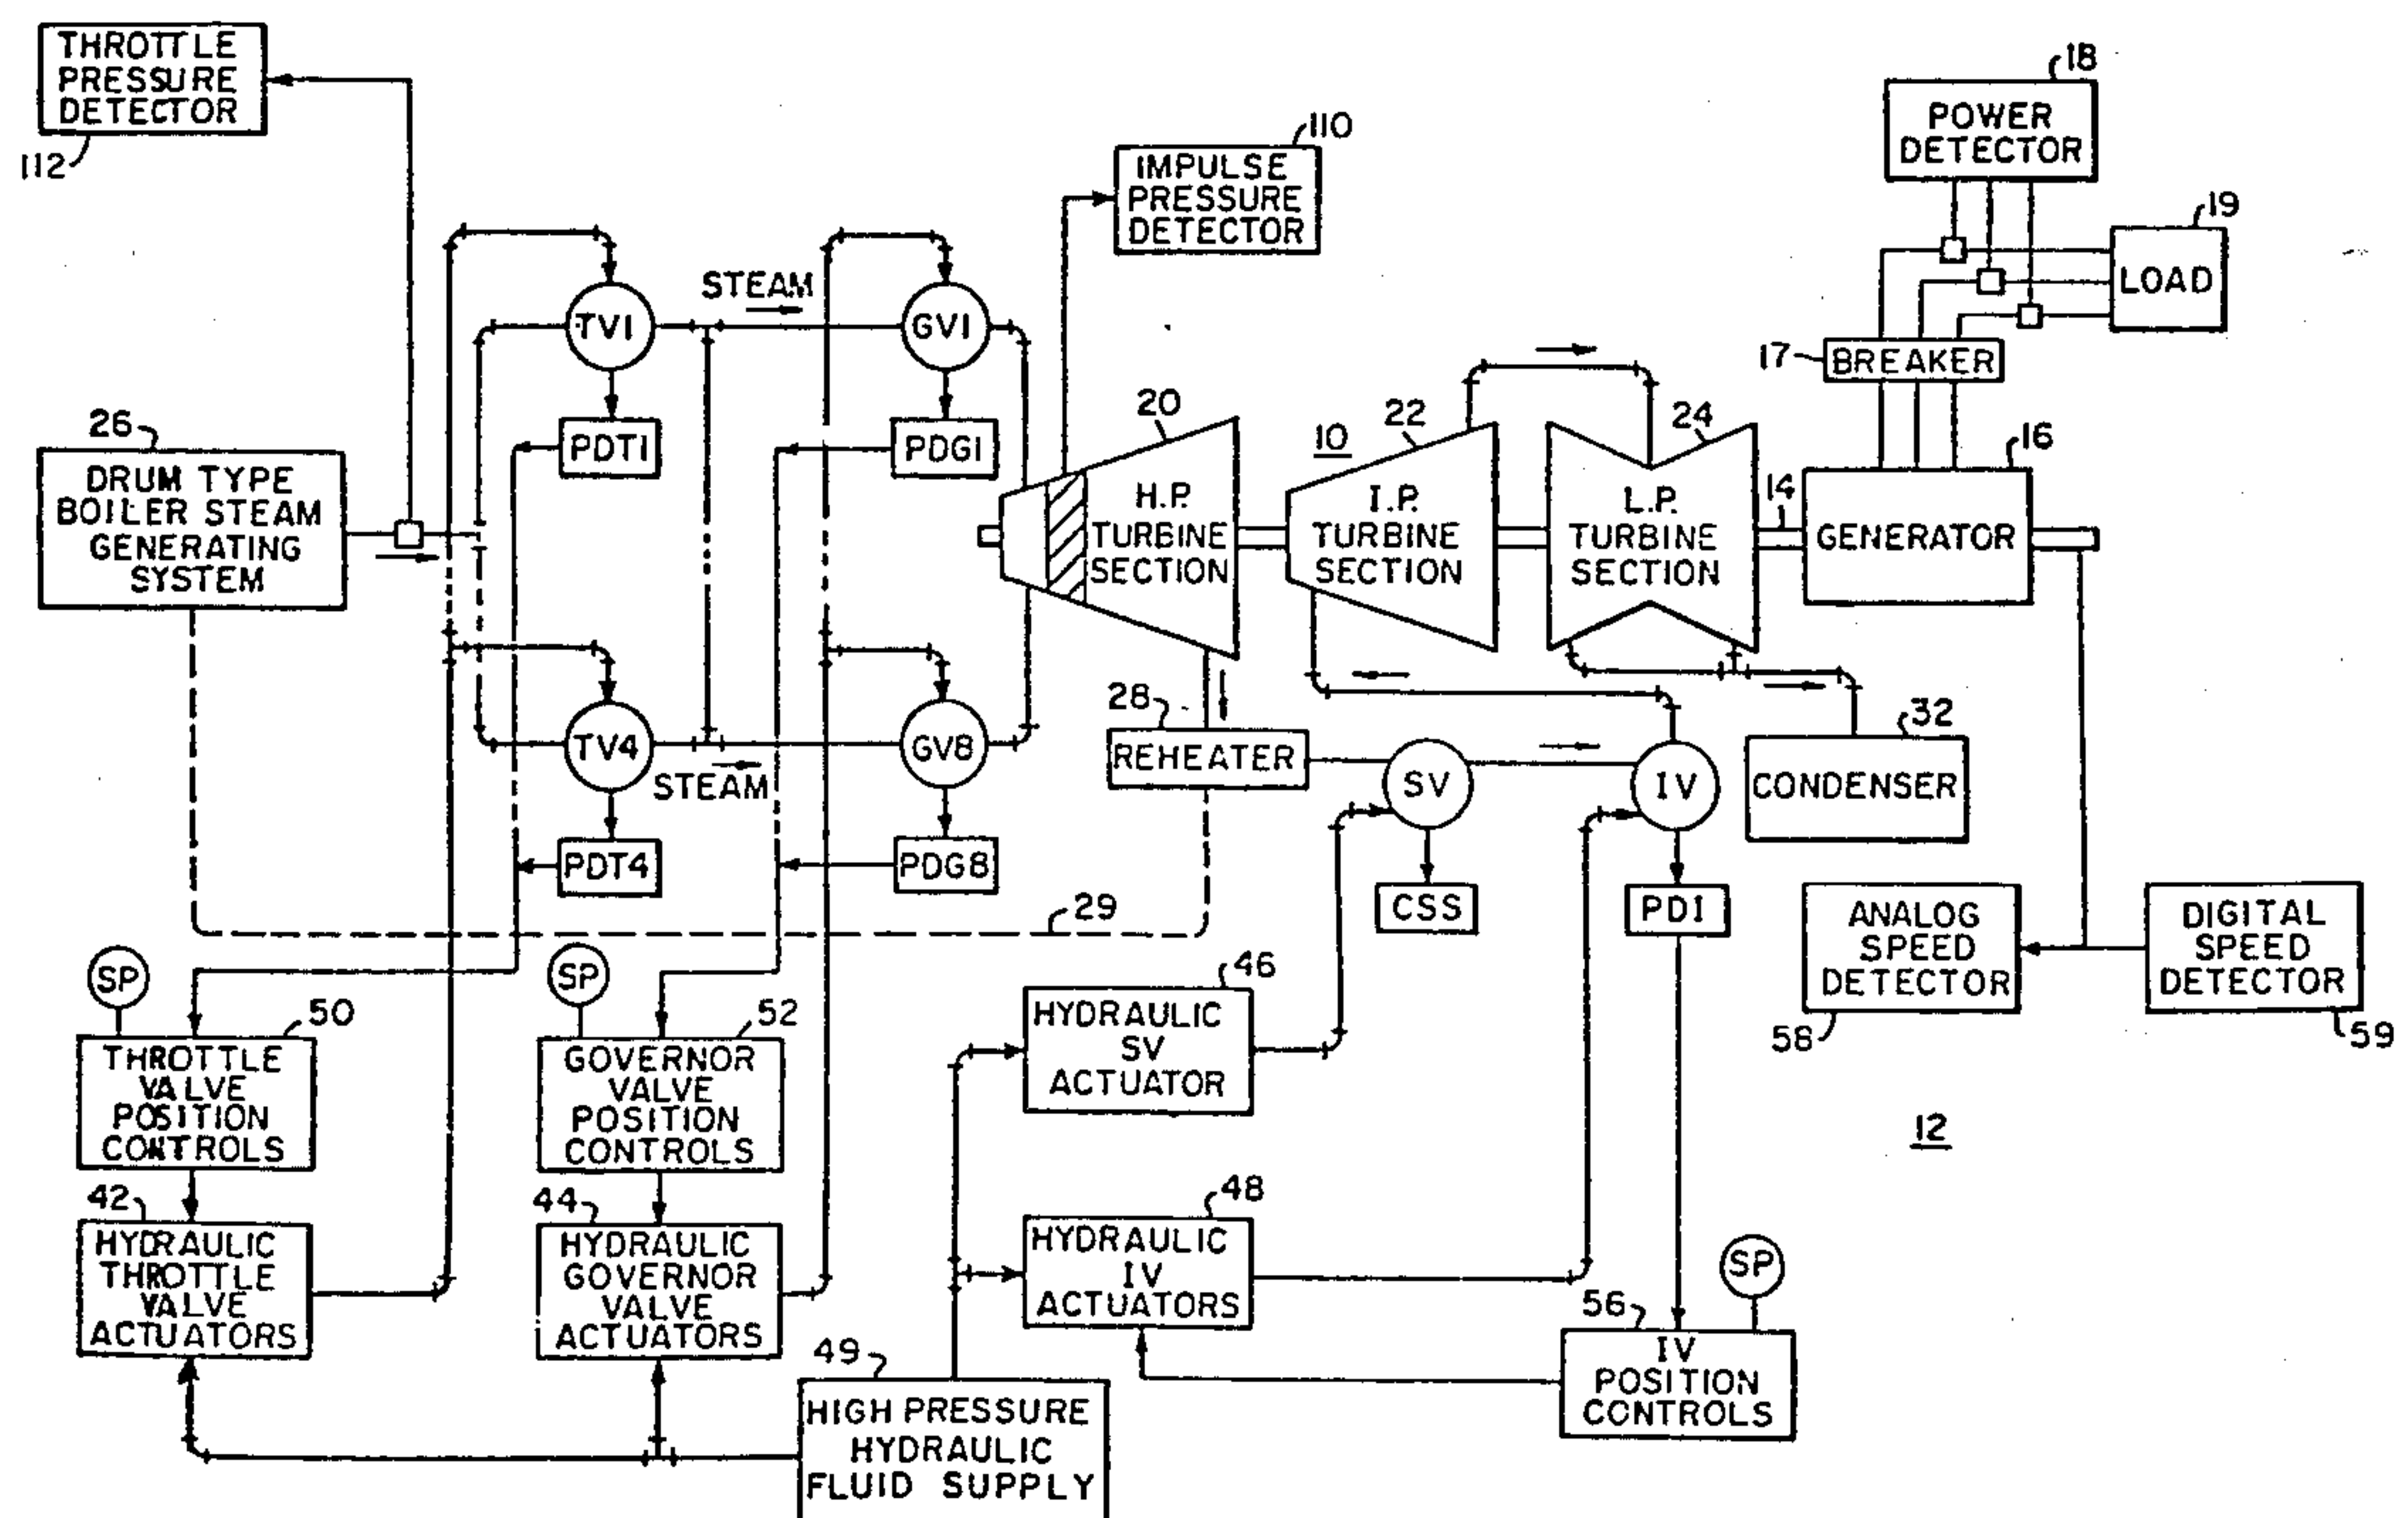 THROTTLE
PRESSURE
DETECTOR
112
110
IMPULSE
PRESSURE
DETECTOR
18
POWER
DETECTOR
19
LOAD
17
BREAKER
STEAM
TV1
GV1
PDT1
PDG1
26
DRUM TYPE
BOILER STEAM
GENERATING
SYSTEM
20
H.P.
TURBINE
SECTION
10
22
I.P.
TURBINE
SECTION
24
L.P.
TURBINE
SECTION
14
16
GENERATOR
TV4
STEAM
GV8
PDT4
PDG8
28
REHEATER
SV
IV
32
CONDENSER
CSS
PDI
29
ANALOG
SPEED
DETECTOR
58
DIGITAL
SPEED
DETECTOR
59
SP
50
THROTTLE
VALVE
POSITION
CONTROLS
SP
52
GOVERNOR
VALVE
POSITION
CONTROLS
46
HYDRAULIC
SV
ACTUATOR
12
42
HYDRAULIC
THROTTLE
VALVE
ACTUATORS
44
HYDRAULIC
GOVERNOR
VALVE
ACTUATORS
48
HYDRAULIC
IV
ACTUATORS
SP
56
IV
POSITION
CONTROLS
49
HIGH PRESSURE
HYDRAULIC
FLUID SUPPLY